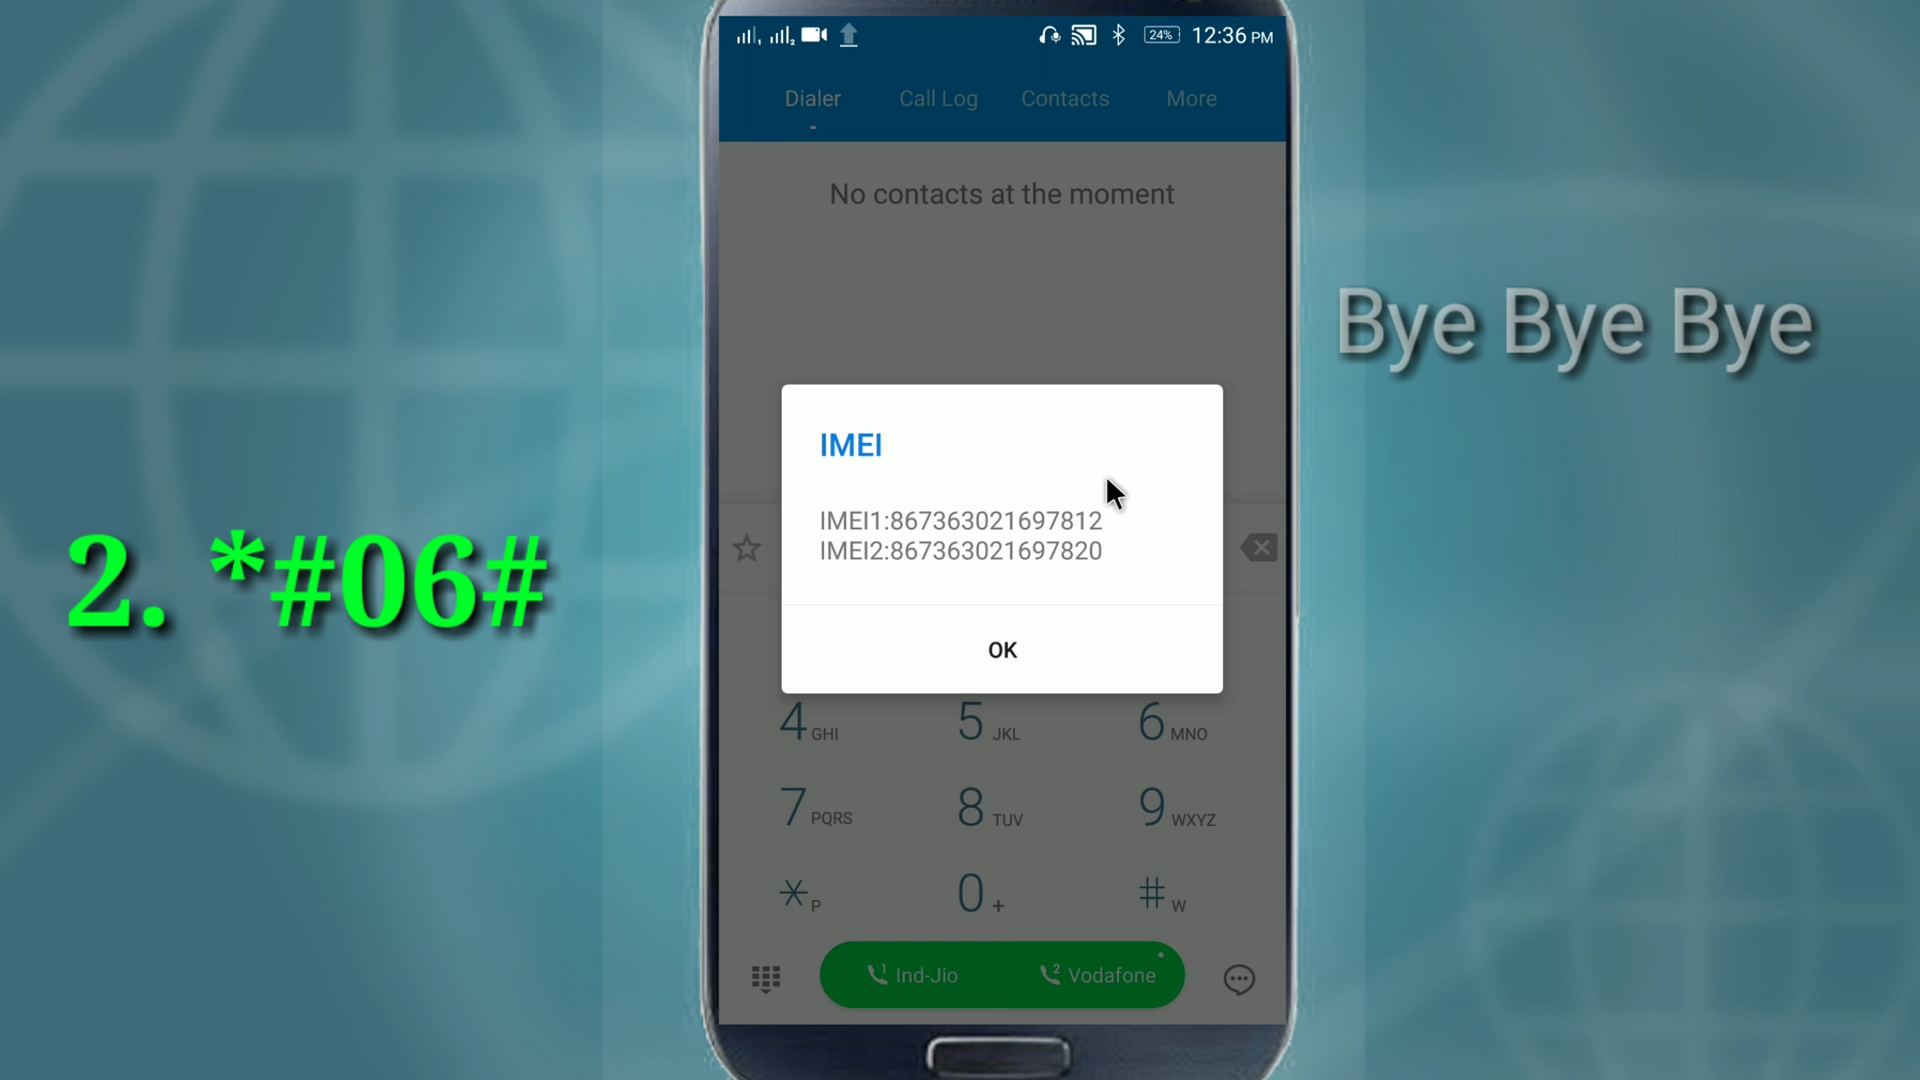 24% 12:36 PM
Dialer Call Log Contacts More
No contacts at the moment
Bye Bye Bye
IMEI
IMEI1:867363021697812
IMEI2:867363021697820
2. *#06#
OK
4 GHI 5 JKL 6 MNO
7 PQRS 8 TUV 9 WXYZ
* P 0 + # W
1 Ind-Jio 2 Vodafone